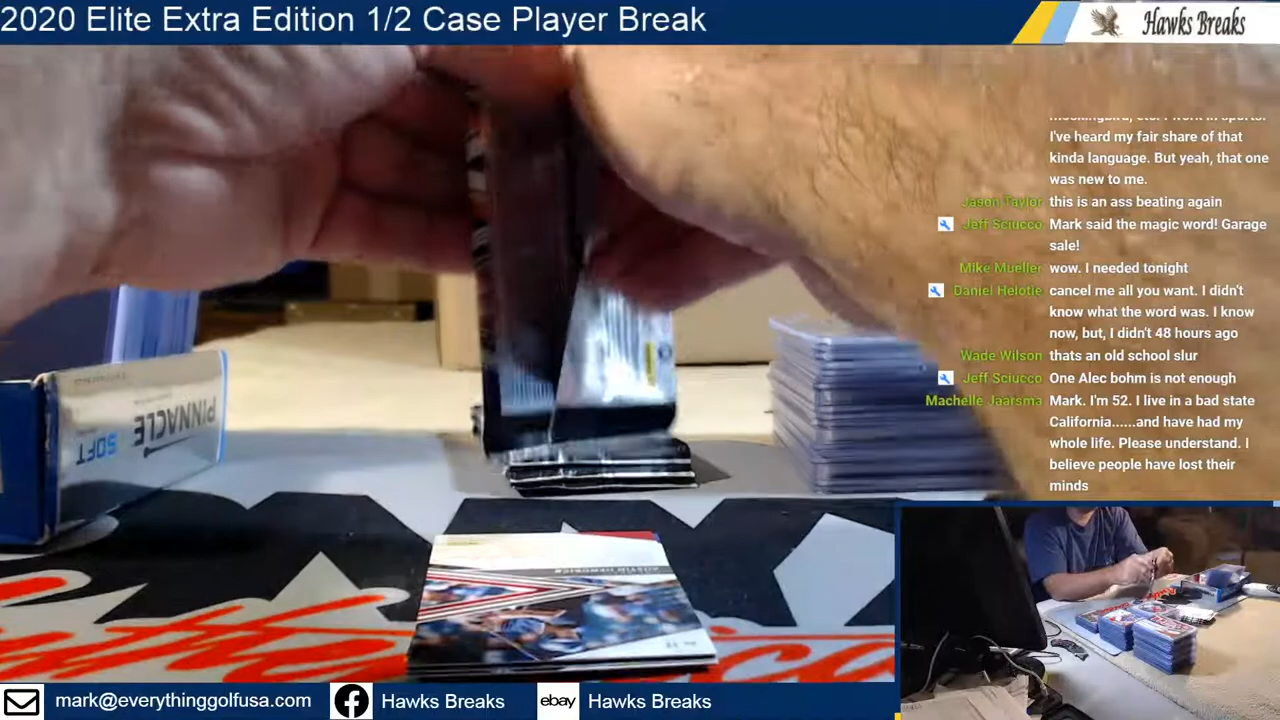 2020 Elite Extra Edition 1/2 Case Player Break
Hawks Breaks
I've heard my fair share of that
kinda language. But yeah, that one
was new to me.
Jason Taylor this is an ass beating again
Jeff Sciucco Mark said the magic word! Garage
sale!
Mike Mueller wow. I needed tonight
Daniel Helotie cancel me all you want. I didn't
know what the word was. I know
now, but, I didn't 48 hours ago
Wade Wilson thats an old school slur
Jeff Sciucco One Alec bohm is not enough
Machelle Jaarsma Mark. I'm 52. I live in a bad state
California......and have had my
whole life. Please understand. I
believe people have lost their
minds
PINNACLE
SOFT
mark@everythinggolfusa.com
Hawks Breaks
ebay
Hawks Breaks